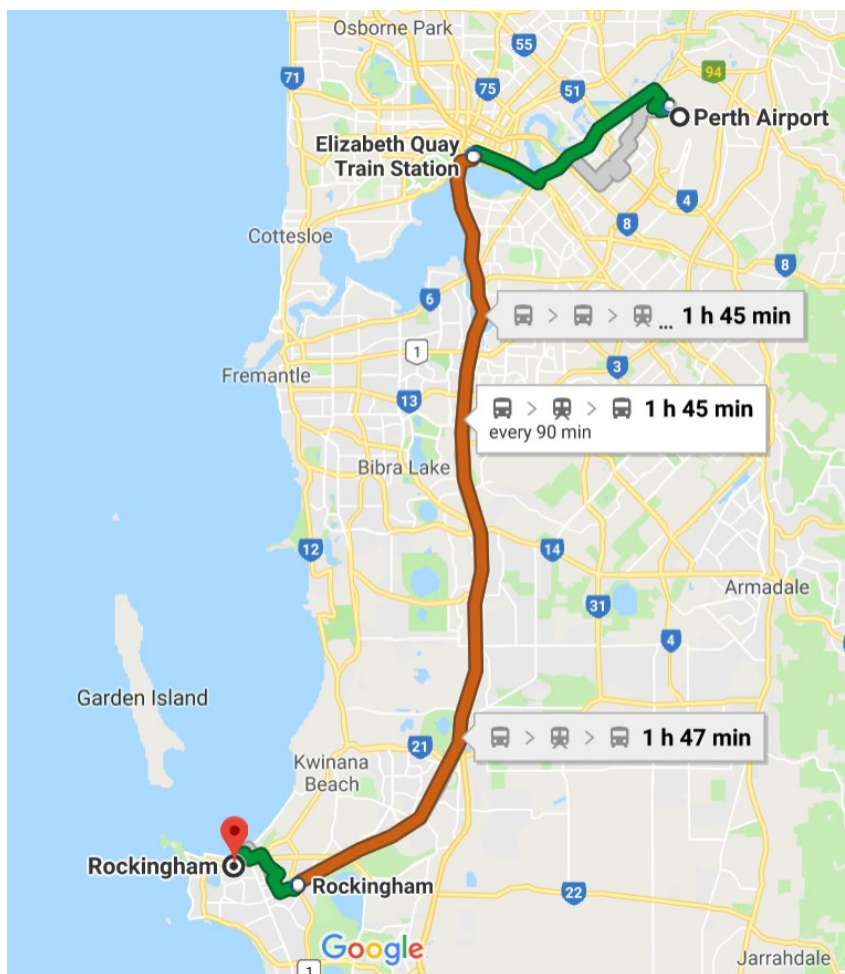 Osborne Park
55
71
75
51
94
Perth Airport
Elizabeth Quay
Train Station
4
8
Cottesloe
8
6
... 1 h 45 min
1
3
Fremantle
13
1 h 45 min
every 90 min
Bibra Lake
12
14
Armadale
31
4
Garden Island
21
1 h 47 min
Kwinana
Beach
Rockingham
Rockingham
22
Google
1
Jarrahdale